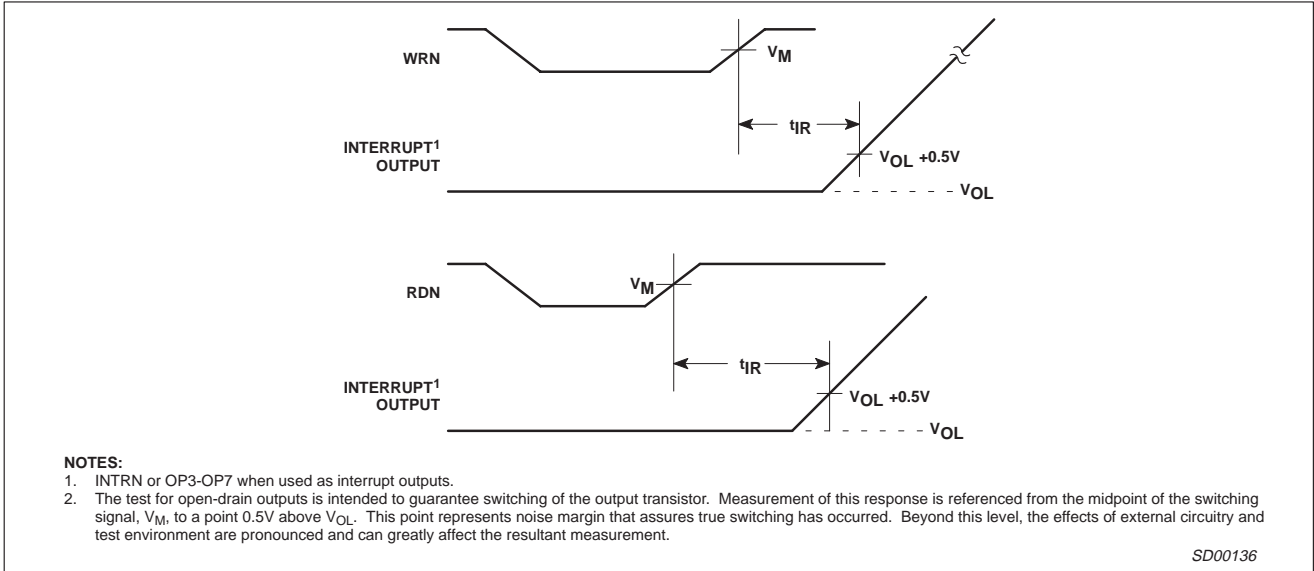 WRN
VM
tIR
INTERRUPT1
OUTPUT
VOL +0.5V
VOL
RDN
VM
tIR
INTERRUPT1
OUTPUT
VOL +0.5V
VOL
NOTES:
1. INTRN or OP3-OP7 when used as interrupt outputs.
2. The test for open-drain outputs is intended to guarantee switching of the output transistor. Measurement of this response is referenced from the midpoint of the switching
signal, VM, to a point 0.5V above VOL. This point represents noise margin that assures true switching has occurred. Beyond this level, the effects of external circuitry and
test environment are pronounced and can greatly affect the resultant measurement.
SD00136